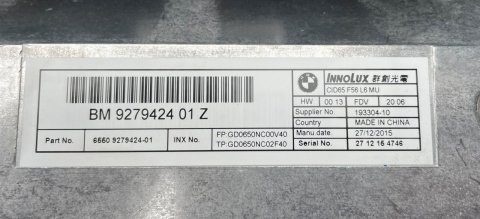 INNOLUX 群創光電
CID65 F56 L6 MU
HW 00 13 FDV 20 06
BM 9279424 01 Z
Supplier No. 193304-10
Country MADE IN CHINA
Part No. 6560 9279424-01
INX No. FP:GD0650NC00V40
TP:GD0650NC02F40
Manu date: 27/12/2015
Serial No. 27 12 15 4746